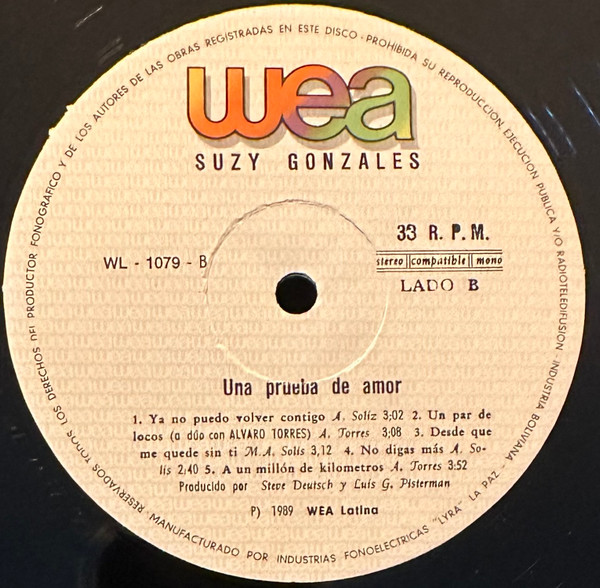 RESERVADOS TODOS LOS DERECHOS DEL PRODUCTOR FONOGRAFICO Y DE LOS AUTORES DE LAS OBRAS REGISTRADAS EN ESTE DISCO · PROHIBIDA SU REPRODUCCION, EJECUCION PUBLICA Y/O RADIOTELEDIFUSION · INDUSTRIA BOLIVIANA ·
wea
SUZY GONZALES
33 R.P.M.
WL - 1079 - B
stereo compatible mono
LADO B
Una prueba de amor
1. Ya no puedo volver contigo A. Soliz 3;02 2. Un par de
locos (a dúo con ALVARO TORRES) A. Torres 3;08 3. Desde que
me quede sin ti M.A. Solis 3,12 4. No digas más A. So-
lis 2;40 5. A un millón de kilometros A. Torres 3:52
Producido por Steve Deutsch y Luis G. Pisterman
P) 1989 WEA Latina
MANUFACTURADO POR INDUSTRIAS FONOELECTRICAS "LYRA" LA PAZ -